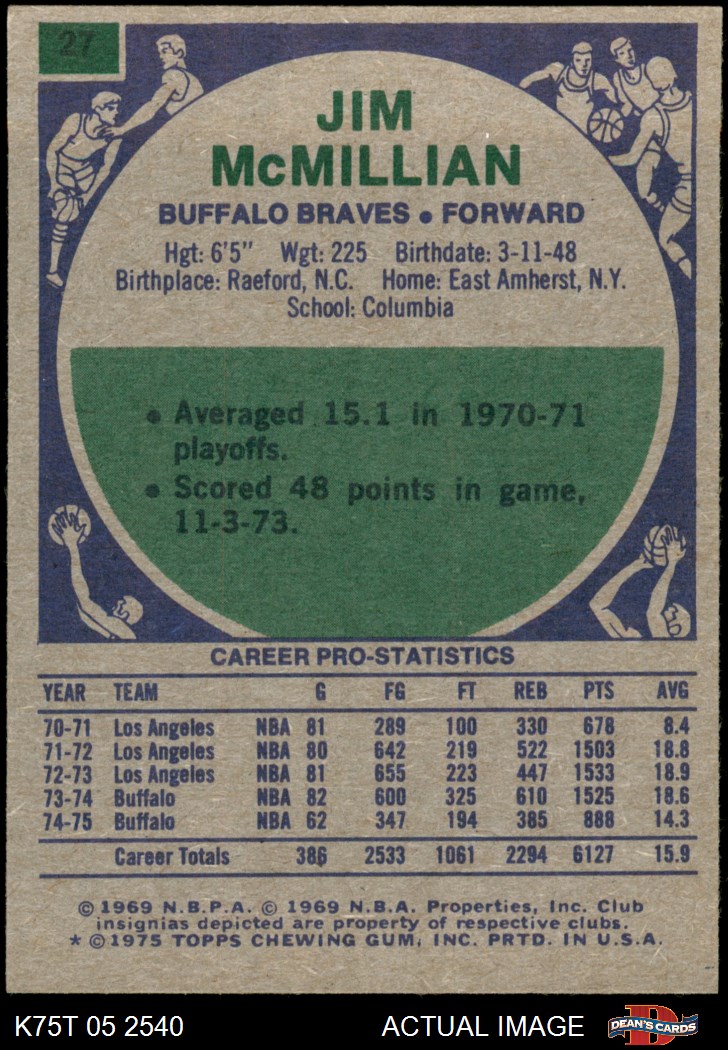 27
JIM
McMILLIAN
BUFFALO BRAVES • FORWARD
Hgt: 6'5" Wgt: 225 Birthdate: 3-11-48
Birthplace: Raeford, N.C. Home: East Amherst, N.Y.
School: Columbia
• Averaged 15.1 in 1970-71
playoffs.
• Scored 48 points in game,
11-3-73.
CAREER PRO-STATISTICS
YEAR TEAM G FG FT REB PTS AVG
70-71 Los Angeles NBA 81 289 100 330 678 8.4
71-72 Los Angeles NBA 80 642 219 522 1503 18.8
72-73 Los Angeles NBA 81 655 223 447 1533 18.9
73-74 Buffalo NBA 82 600 325 610 1525 18.6
74-75 Buffalo NBA 62 347 194 385 888 14.3
Career Totals 386 2533 1061 2294 6127 15.9
© 1969 N.B.P.A. © 1969 N.B.A. Properties, Inc. Club
insignias depicted are property of respective clubs.
* © 1975 TOPPS CHEWING GUM, INC. PRTD. IN U.S.A.
K75T 05 2540 ACTUAL IMAGE D DEAN'S CARDS